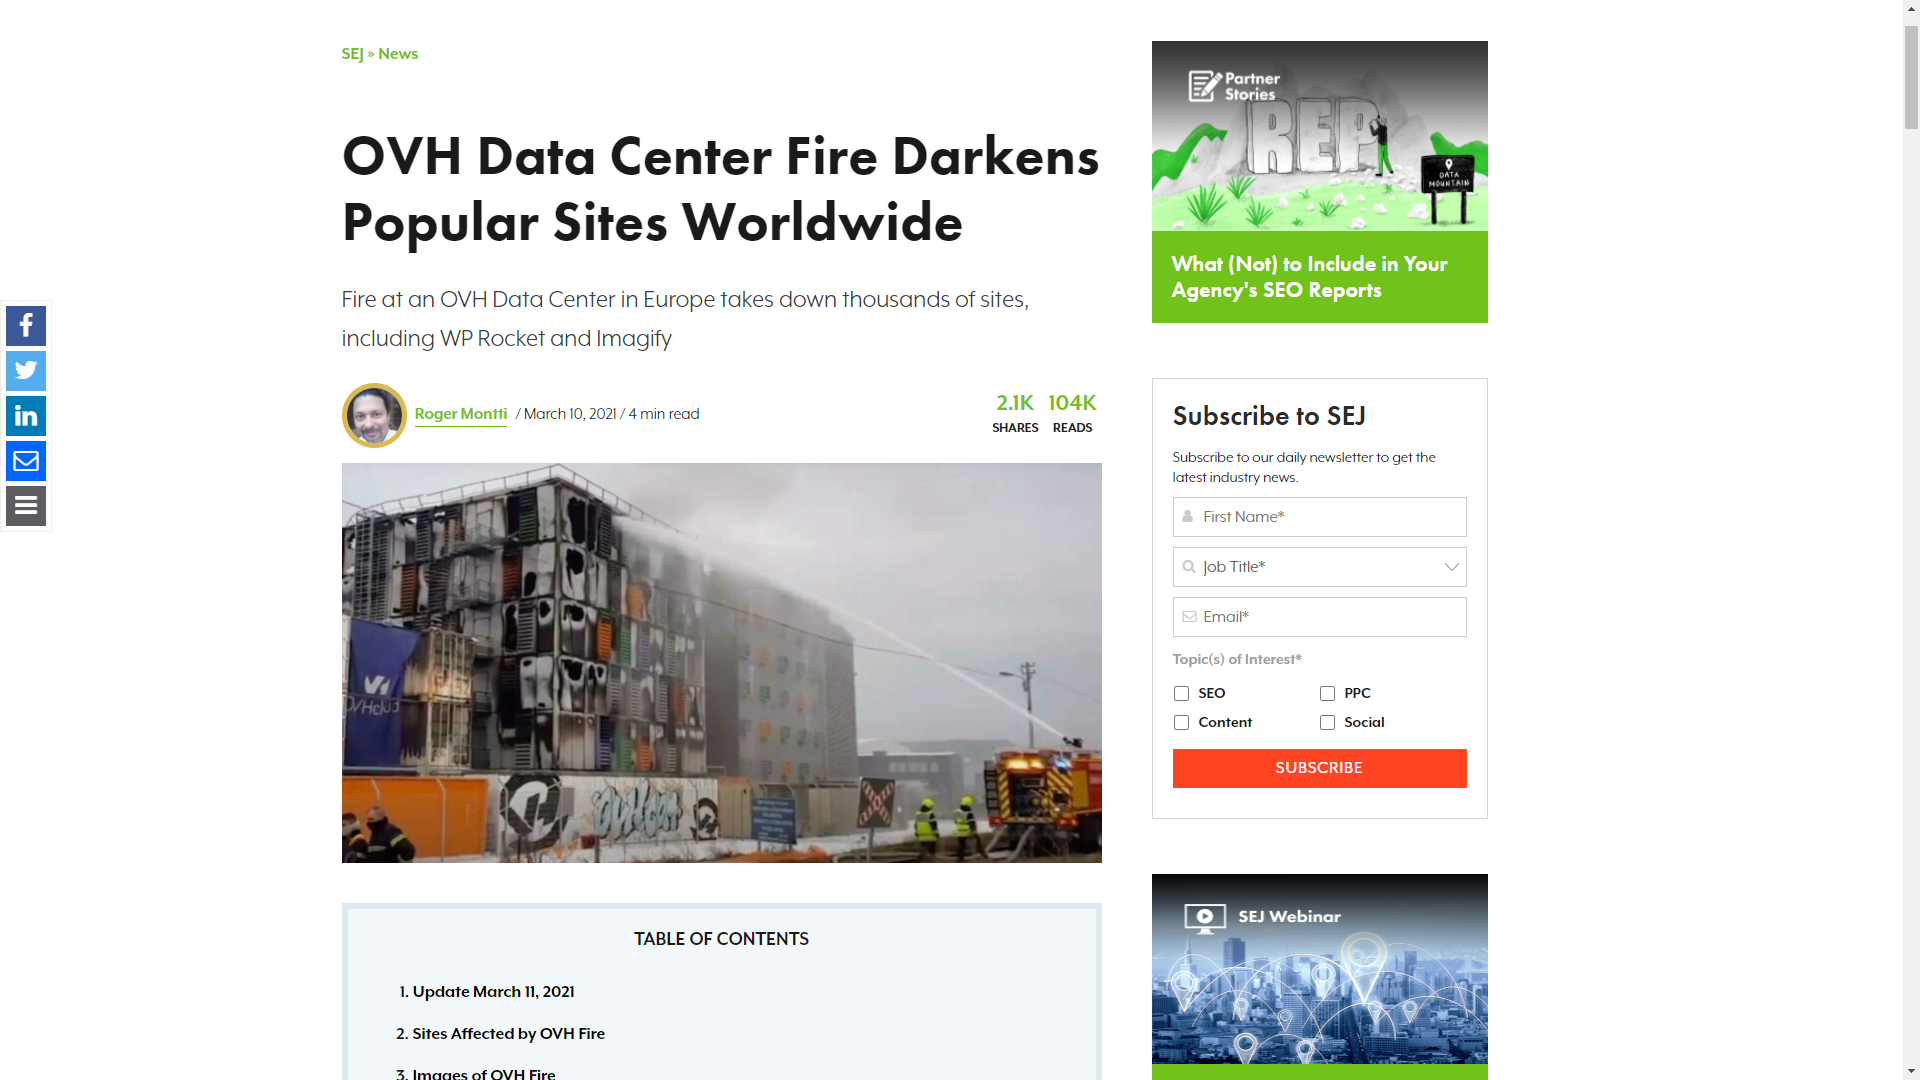 SEJ » News
OVH Data Center Fire Darkens
Popular Sites Worldwide
Fire at an OVH Data Center in Europe takes down thousands of sites,
including WP Rocket and Imagify
Roger Montti / March 10, 2021 / 4 min read
2.1K
SHARES
104K
READS
TABLE OF CONTENTS
1. Update March 11, 2021
2. Sites Affected by OVH Fire
3. Images of OVH Fire
Partner
Stories
REP
DATA
MOUNTAIN
What (Not) to Include in Your
Agency's SEO Reports
Subscribe to SEJ
Subscribe to our daily newsletter to get the
latest industry news.
First Name*
Job Title*
Email*
Topic(s) of Interest*
SEO
PPC
Content
Social
SUBSCRIBE
SEJ Webinar